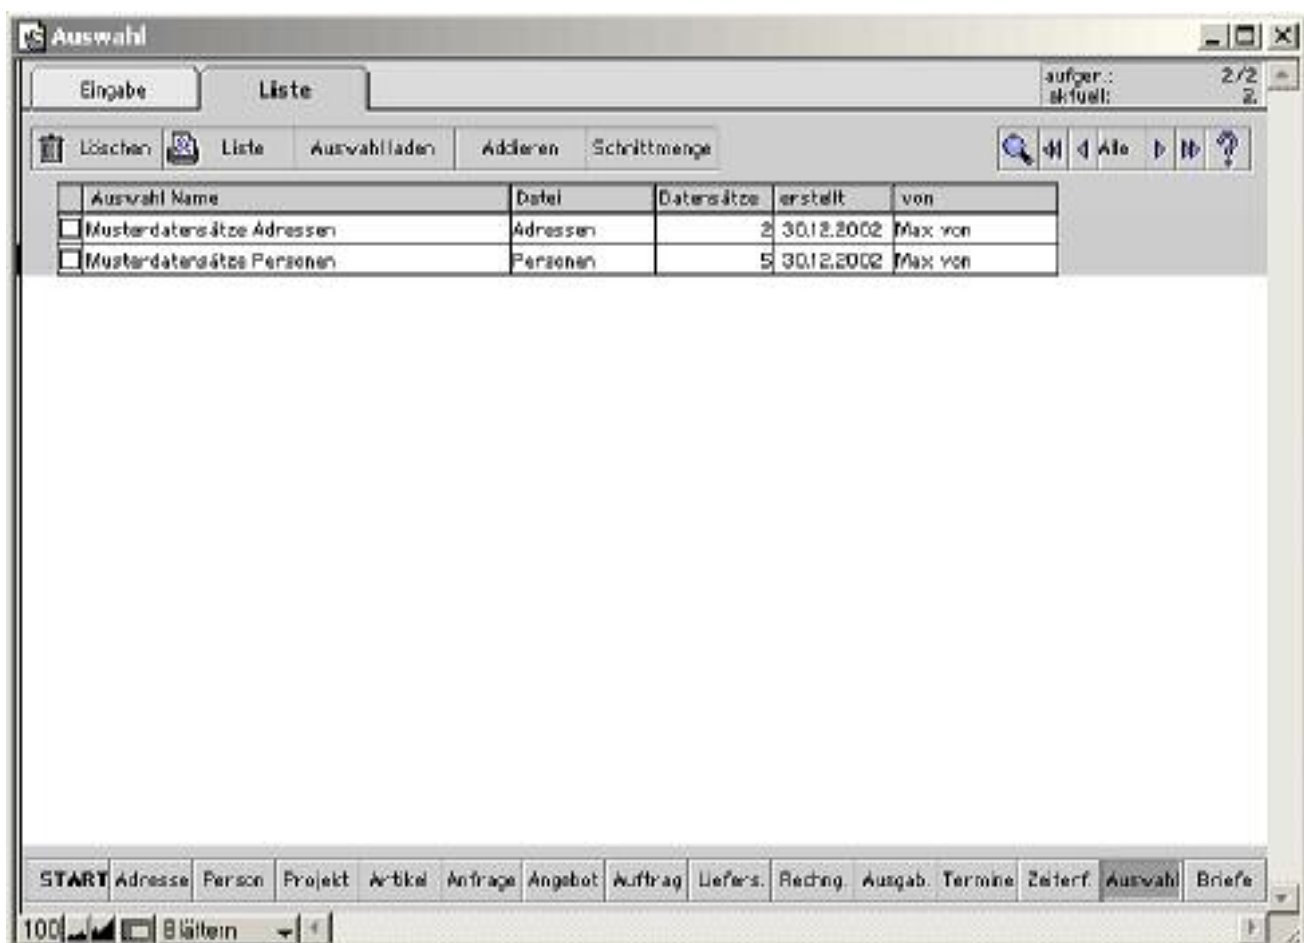 Auswahl
Eingabe Liste aufger.: 2/2
aktuell: 2.
Löschen Liste Auswahl laden Addieren Schnittmenge Alle
Auswahl Name Datei Datensätze erstellt von
Musterdatensätze Adressen Adressen 2 30.12.2002 Max von
Musterdatensätze Personen Personen 5 30.12.2002 Max von
START Adresse Person Projekt Artikel Anfrage Angebot Auftrag Liefers. Rechng. Ausgab. Termine Zeiterf. Auswahl Briefe
100 Blättern